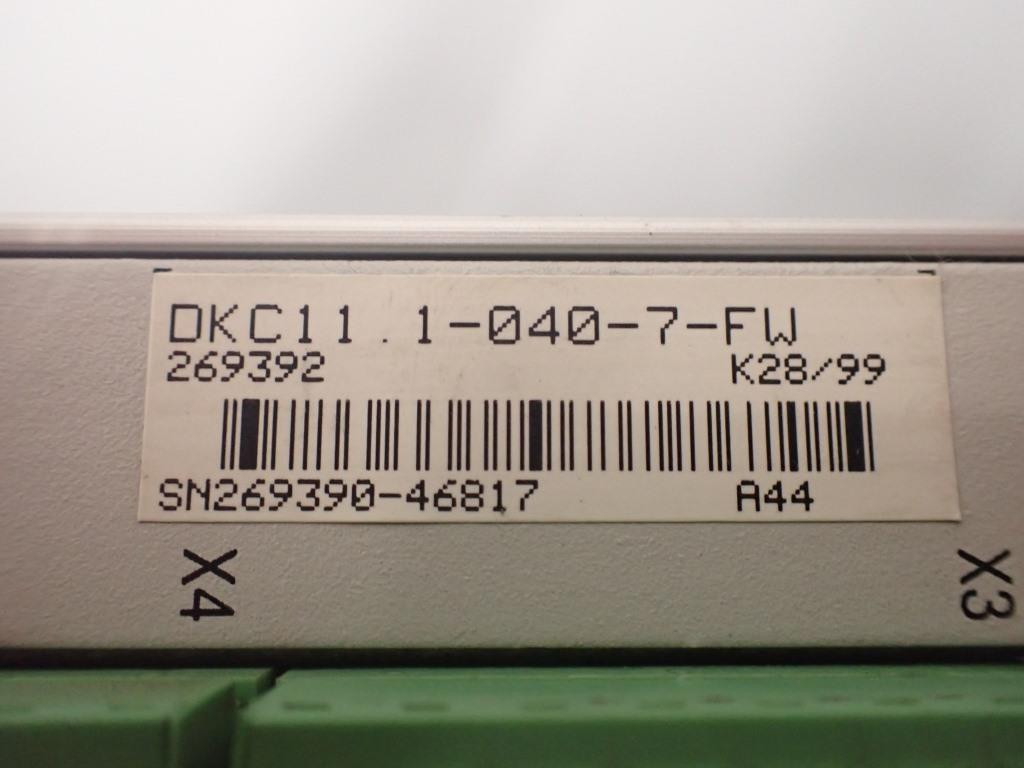 DKC11.1-040-7-FW
269392 K28/99
SN269390-46817 A44
X4 X3